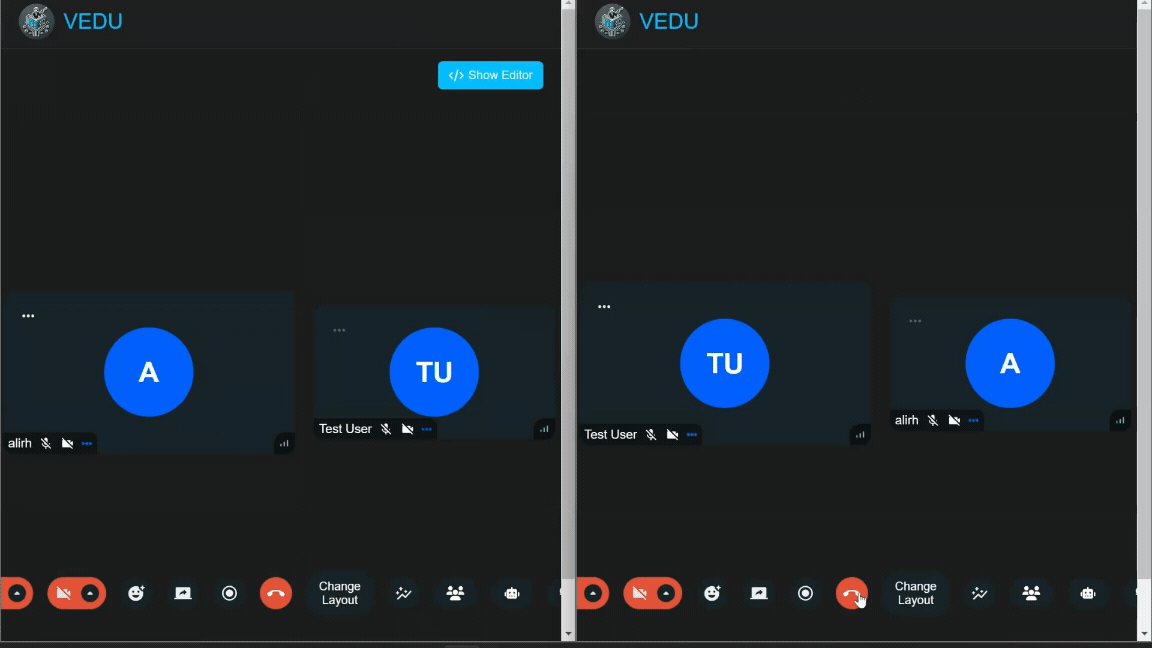 VEDU
</> Show Editor
A
TU
alirh
Test User
Change
Layout
VEDU
TU
A
Test User
alirh
Change
Layout